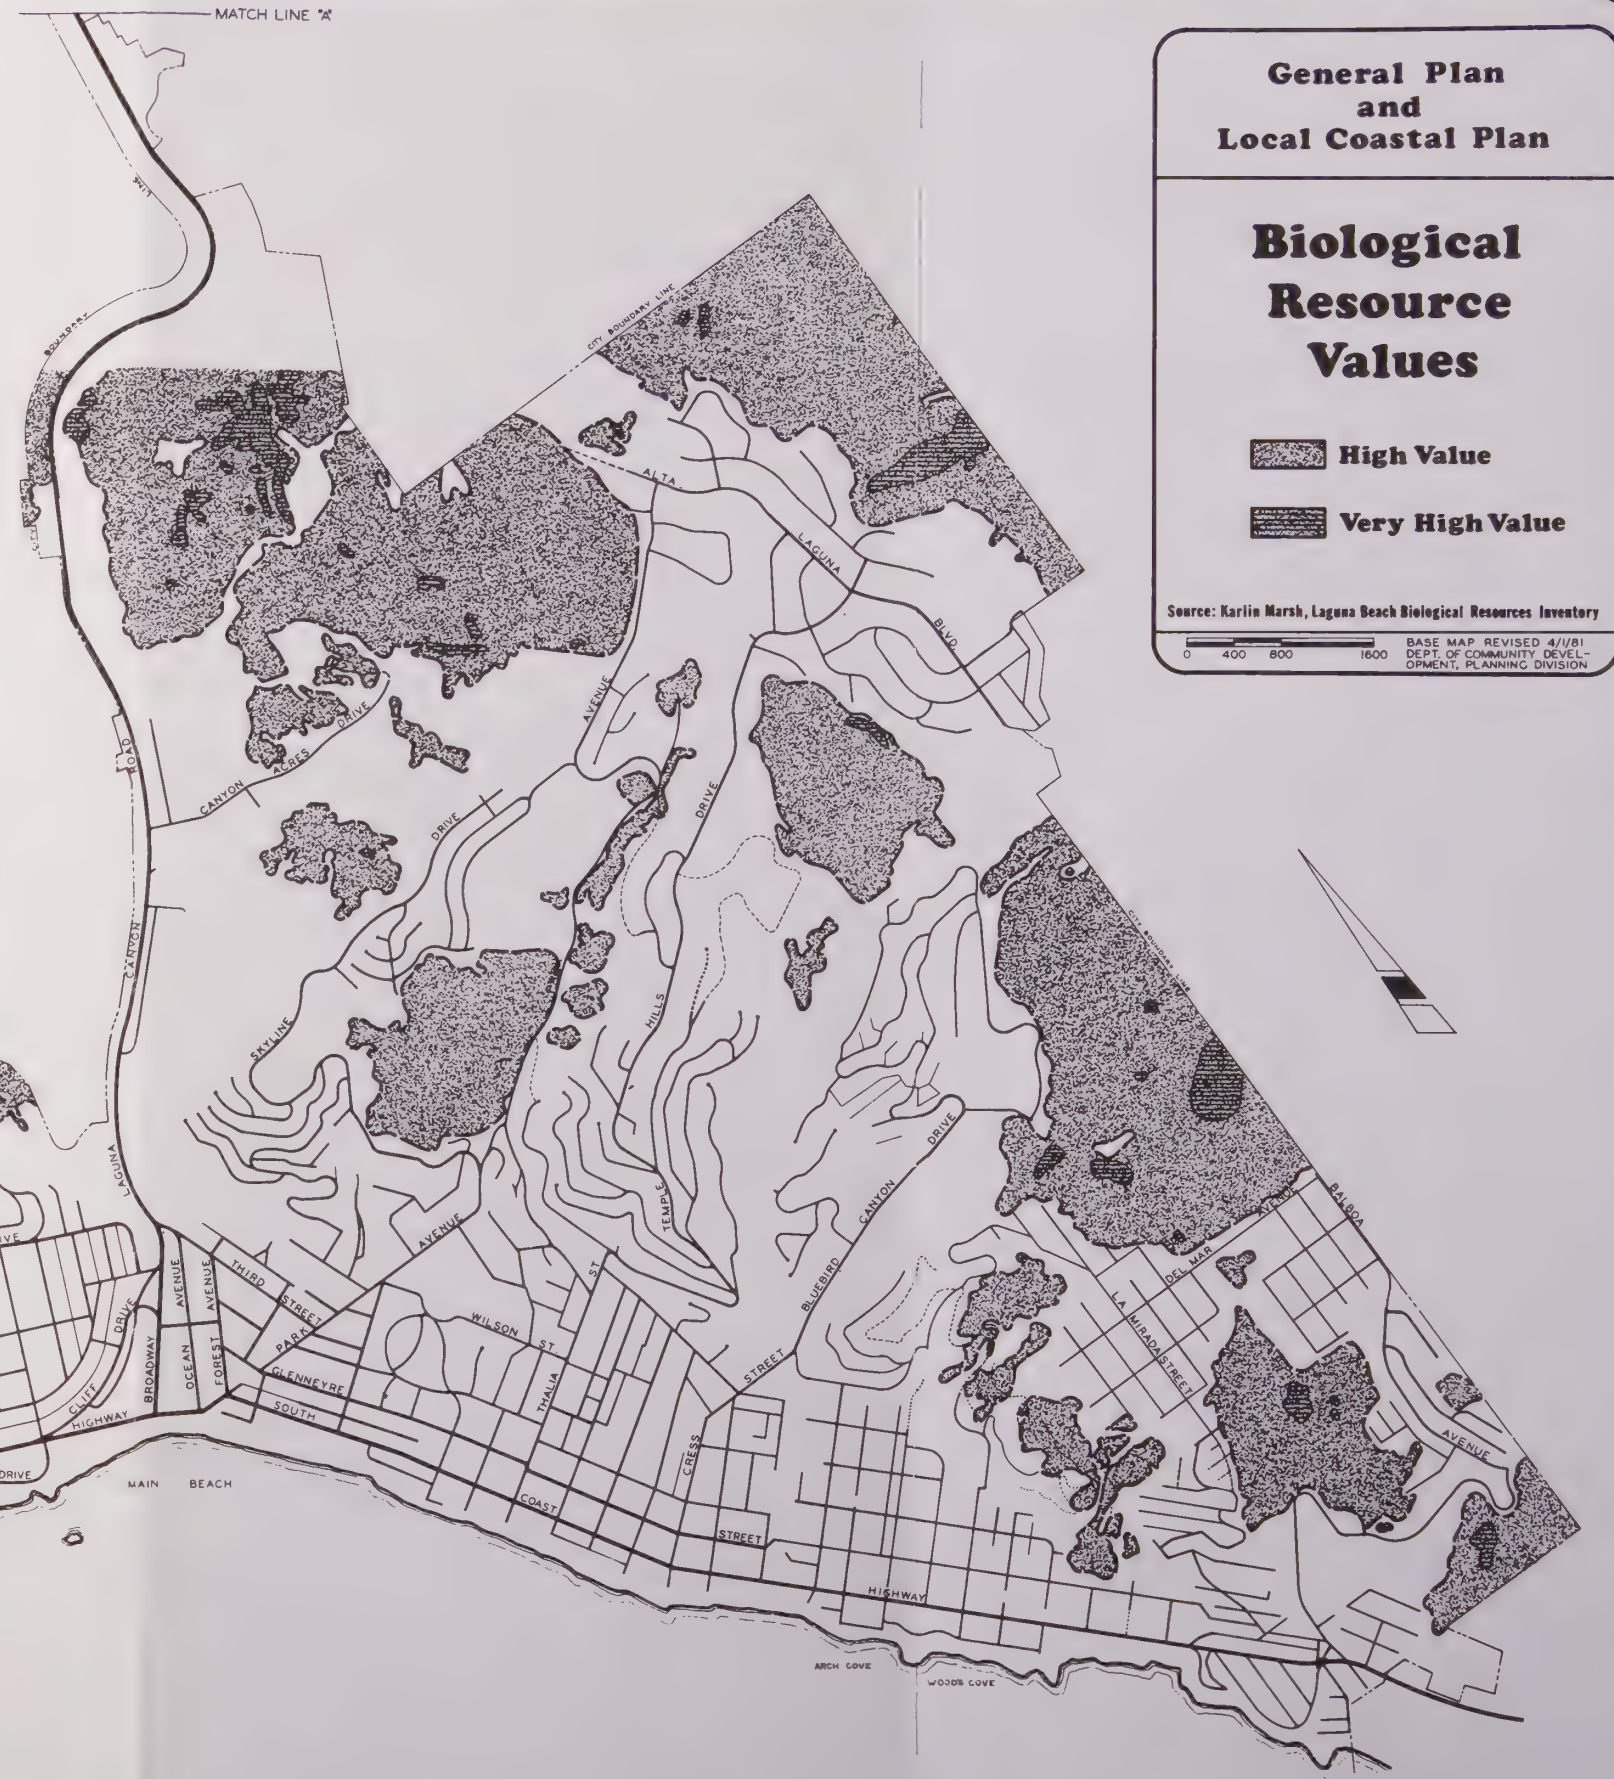 MATCH LINE "A"
General Plan
and
Local Coastal Plan
Biological
Resource
Values
High Value
Very High Value
Source: Karlin Marsh, Laguna Beach Biological Resources Inventory
0 400 800 1600
BASE MAP REVISED 4/1/81
DEPT. OF COMMUNITY DEVEL-
OPMENT, PLANNING DIVISION
LINE
BOUNDARY
CITY
CITY BOUNDARY LINE
ALTA
LAGUNA
BLVD
AVENUE
ROAD
CANYON ACRES DRIVE
DRIVE
DRIVE
CANYON
CITY BOUNDARY LINE
SKYLINE
HILLS
LAGUNA
DRIVE
CANYON
TEMPLE
AVENUE
BLUEBIRD
AVENUE
BALBOA
DEL MAR
LA MIRADA STREET
IVE
AVENUE
AVENUE
THIRD
STREET
ST
DRIVE
BROADWAY
OCEAN
FOREST
PARK
WILSON ST
STREET
GLENNEYRE
THALIA
CLIFF
HIGHWAY
SOUTH
CRESS
AVENUE
DRIVE
MAIN BEACH
COAST
STREET
HIGHWAY
ARCH COVE
WOODS COVE